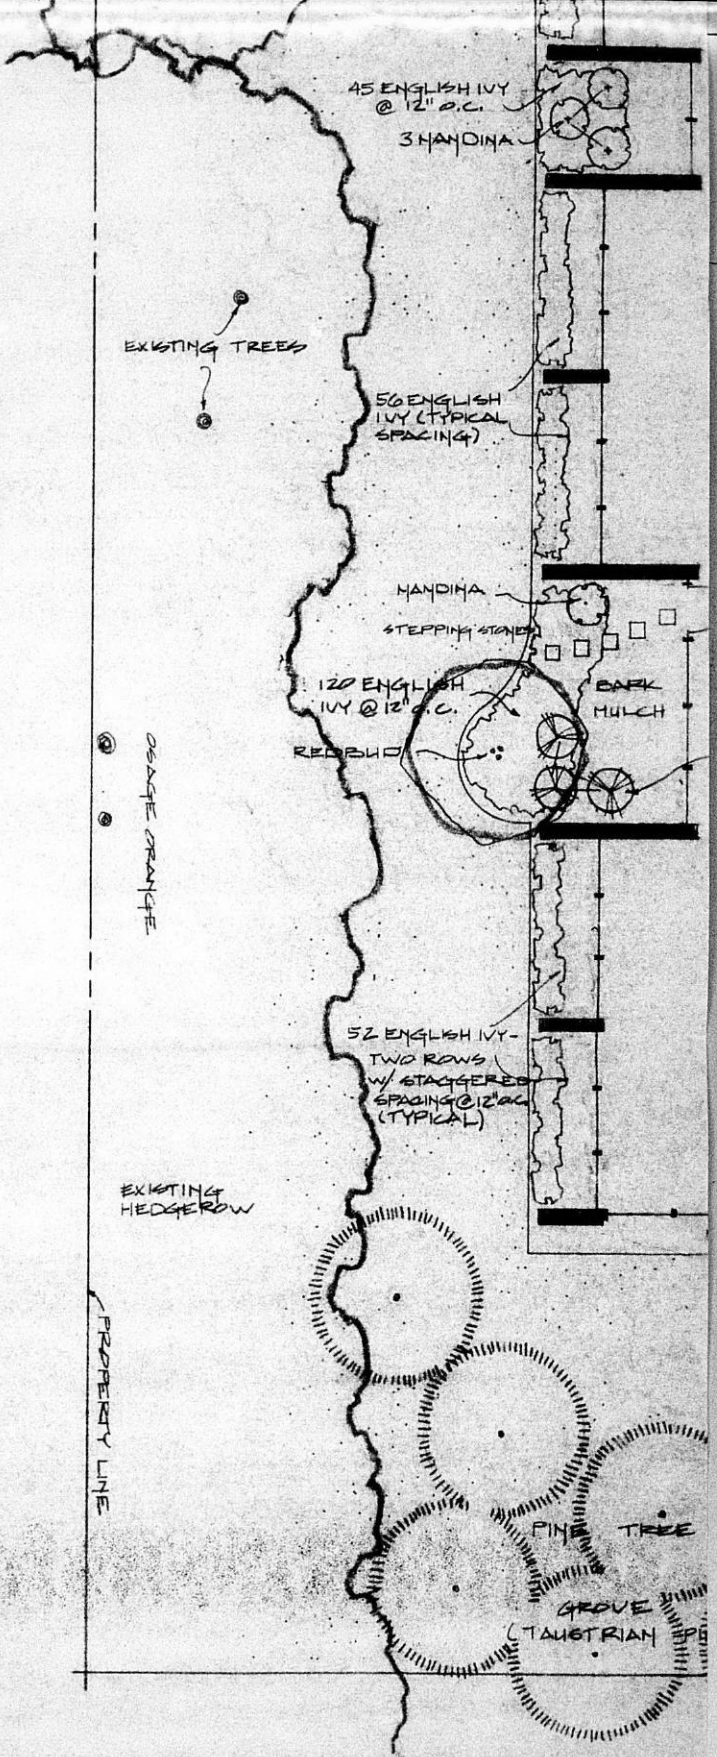 45 ENGLISH IVY
@ 12" O.C.
3 NANDINA
EXISTING TREES
56 ENGLISH
IVY (TYPICAL
SPACING)
NANDINA
STEPPING STONES
120 ENGLISH
IVY @ 12" O.C.
BARK
MULCH
REDBUD
OSAGE ORANGE
52 ENGLISH IVY-
TWO ROWS
W/ STAGGERED
SPACING @ 12" O.C.
(TYPICAL)
EXISTING
HEDGEROW
PROPERTY LINE
PINE TREE
GROVE
(7 AUSTRIAN PI